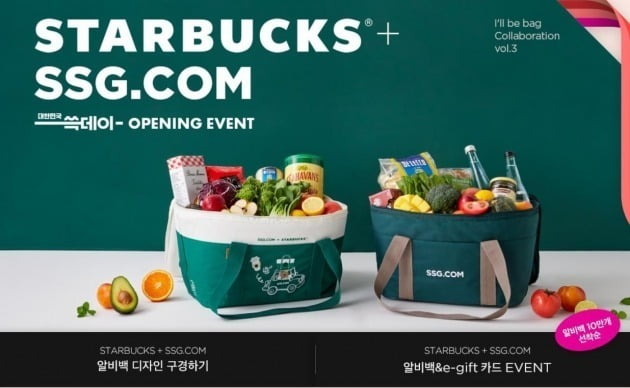 STARBUCKS® +
SSG.COM
대한민국 쓱데이- OPENING EVENT
I'll be bag
Collaboration
vol.3
SSG.COM + STARBUCKS
SSG.COM
알비백 10만개
선착순
STARBUCKS + SSG.COM
알비백 디자인 구경하기
STARBUCKS + SSG.COM
알비백&e-gift 카드 EVENT